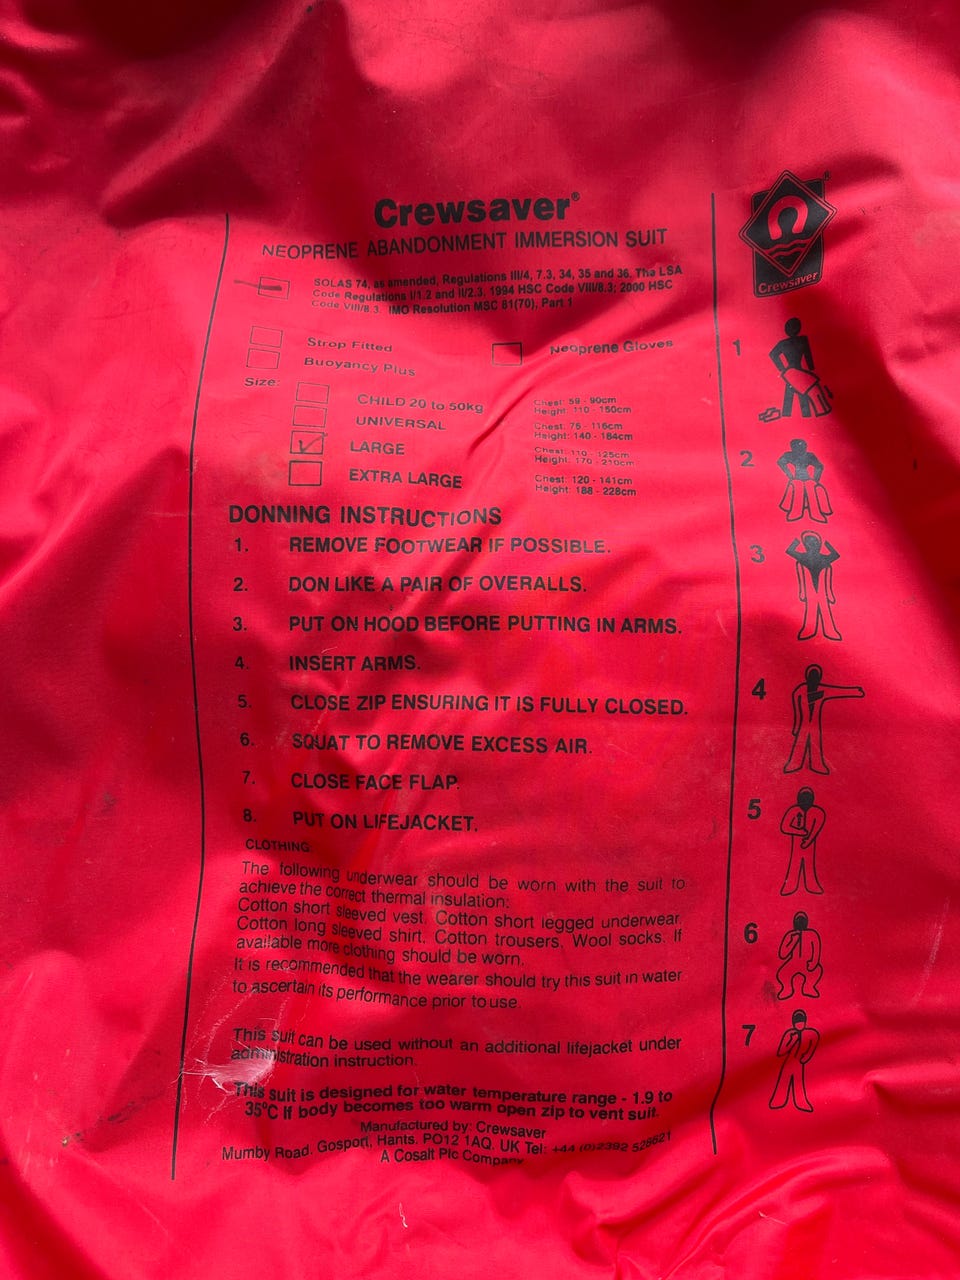 Crewsaver®
NEOPRENE ABANDONMENT IMMERSION SUIT
SOLAS 74, as amended, Regulations III/4, 7.3, 34, 35 and 36, The LSA
Code Regulations I/1.2 and II/2.3, 1994 HSC Code VIII/8.3; 2000 HSC
Code VIII/8.3, IMO Resolution MSC 81(70), Part 1
Strop Fitted
Neoprene Gloves
Buoyancy Plus
Size:
CHILD 20 to 50kg
Chest: 59 - 90cm
Height: 110 - 150cm
UNIVERSAL
Chest: 75 - 116cm
Height: 140 - 184cm
LARGE
Chest: 110 - 125cm
Height: 170 - 210cm
EXTRA LARGE
Chest: 120 - 141cm
Height: 188 - 228cm
DONNING INSTRUCTIONS
1. REMOVE FOOTWEAR IF POSSIBLE.
2. DON LIKE A PAIR OF OVERALLS.
3. PUT ON HOOD BEFORE PUTTING IN ARMS.
4. INSERT ARMS.
5. CLOSE ZIP ENSURING IT IS FULLY CLOSED.
6. SQUAT TO REMOVE EXCESS AIR.
7. CLOSE FACE FLAP.
8. PUT ON LIFEJACKET.
CLOTHING
The following underwear should be worn with the suit to
achieve the correct thermal insulation:
Cotton short sleeved vest, Cotton short legged underwear,
Cotton long sleeved shirt, Cotton trousers, Wool socks. If
available more clothing should be worn.
It is recommended that the wearer should try this suit in water
to ascertain its performance prior to use.
This suit can be used without an additional lifejacket under
administration instruction.
This suit is designed for water temperature range - 1.9 to
35°C If body becomes too warm open zip to vent suit.
Manufactured by: Crewsaver
Mumby Road, Gosport, Hants. PO12 1AQ. UK Tel: +44 (0)2392 528621
A Cosalt Plc Company
Crewsaver
®
1
2
3
4
5
6
7